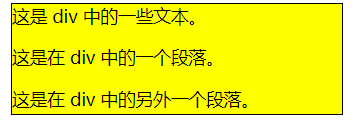 这是 div 中的一些文本。
这是在 div 中的一个段落。
这是在 div 中的另外一个段落。